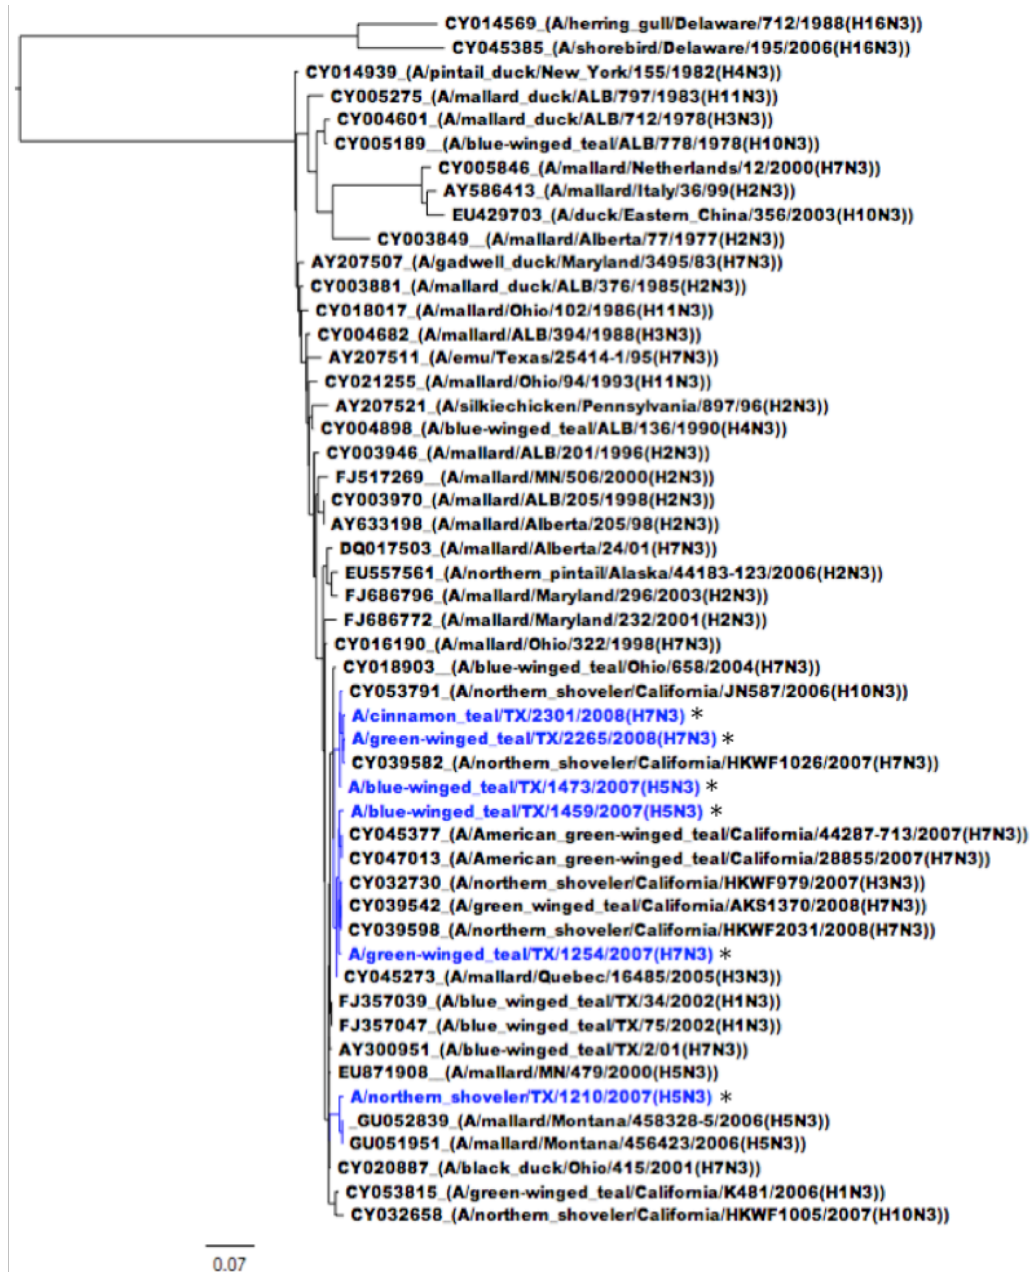 CY014569_(A/herring_gull/Delaware/712/1988(H16N3))
CY045385_(A/shorebird/Delaware/195/2006(H16N3))
CY014939_(A/pintail_duck/New_York/155/1982(H4N3))
CY005275_(A/mallard_duck/ALB/797/1983(H11N3))
CY004601_(A/mallard_duck/ALB/712/1978(H3N3))
CY005189__(A/blue-winged_teal/ALB/778/1978(H10N3))
CY005846_(A/mallard/Netherlands/12/2000(H7N3))
AY586413_(A/mallard/Italy/36/99(H2N3))
EU429703_(A/duck/Eastern_China/356/2003(H10N3))
CY003849__(A/mallard/Alberta/77/1977(H2N3))
AY207507_(A/gadwell_duck/Maryland/3495/83(H7N3))
CY003881_(A/mallard_duck/ALB/376/1985(H2N3))
CY018017_(A/mallard/Ohio/102/1986(H11N3))
CY004682_(A/mallard/ALB/394/1988(H3N3))
AY207511_(A/emu/Texas/25414-1/95(H7N3))
CY021255_(A/mallard/Ohio/94/1993(H11N3))
AY207521_(A/silkiechicken/Pennsylvania/897/96(H2N3))
CY004898_(A/blue-winged_teal/ALB/136/1990(H4N3))
CY003946_(A/mallard/ALB/201/1996(H2N3))
FJ517269__(A/mallard/MN/506/2000(H2N3))
CY003970_(A/mallard/ALB/205/1998(H2N3))
AY633198_(A/mallard/Alberta/205/98(H2N3))
DQ017503_(A/mallard/Alberta/24/01(H7N3))
EU557561_(A/northern_pintail/Alaska/44183-123/2006(H2N3))
FJ686796_(A/mallard/Maryland/296/2003(H2N3))
FJ686772_(A/mallard/Maryland/232/2001(H2N3))
CY016190_(A/mallard/Ohio/322/1998(H7N3))
CY018903__(A/blue-winged_teal/Ohio/658/2004(H7N3))
CY053791_(A/northern_shoveler/California/JN587/2006(H10N3))
A/cinnamon_teal/TX/2301/2008(H7N3) *
A/green-winged_teal/TX/2265/2008(H7N3) *
CY039582_(A/northern_shoveler/California/HKWF1026/2007(H7N3))
A/blue-winged_teal/TX/1473/2007(H5N3) *
A/blue-winged_teal/TX/1459/2007(H5N3) *
CY045377_(A/American_green-winged_teal/California/44287-713/2007(H7N3))
CY047013_(A/American_green-winged_teal/California/28855/2007(H7N3))
CY032730_(A/northern_shoveler/California/HKWF979/2007(H3N3))
CY039542_(A/green_winged_teal/California/AKS1370/2008(H7N3))
CY039598_(A/northern_shoveler/California/HKWF2031/2008(H7N3))
A/green-winged_teal/TX/1254/2007(H7N3) *
CY045273_(A/mallard/Quebec/16485/2005(H3N3))
FJ357039_(A/blue_winged_teal/TX/34/2002(H1N3))
FJ357047_(A/blue_winged_teal/TX/75/2002(H1N3))
AY300951_(A/blue-winged_teal/TX/2/01(H7N3))
EU871908__(A/mallard/MN/479/2000(H5N3))
A/northern_shoveler/TX/1210/2007(H5N3) *
_GU052839_(A/mallard/Montana/458328-5/2006(H5N3))
GU051951_(A/mallard/Montana/456423/2006(H5N3))
CY020887_(A/black_duck/Ohio/415/2001(H7N3))
CY053815_(A/green-winged_teal/California/K481/2006(H1N3))
CY032658_(A/northern_shoveler/California/HKWF1005/2007(H10N3))
0.07